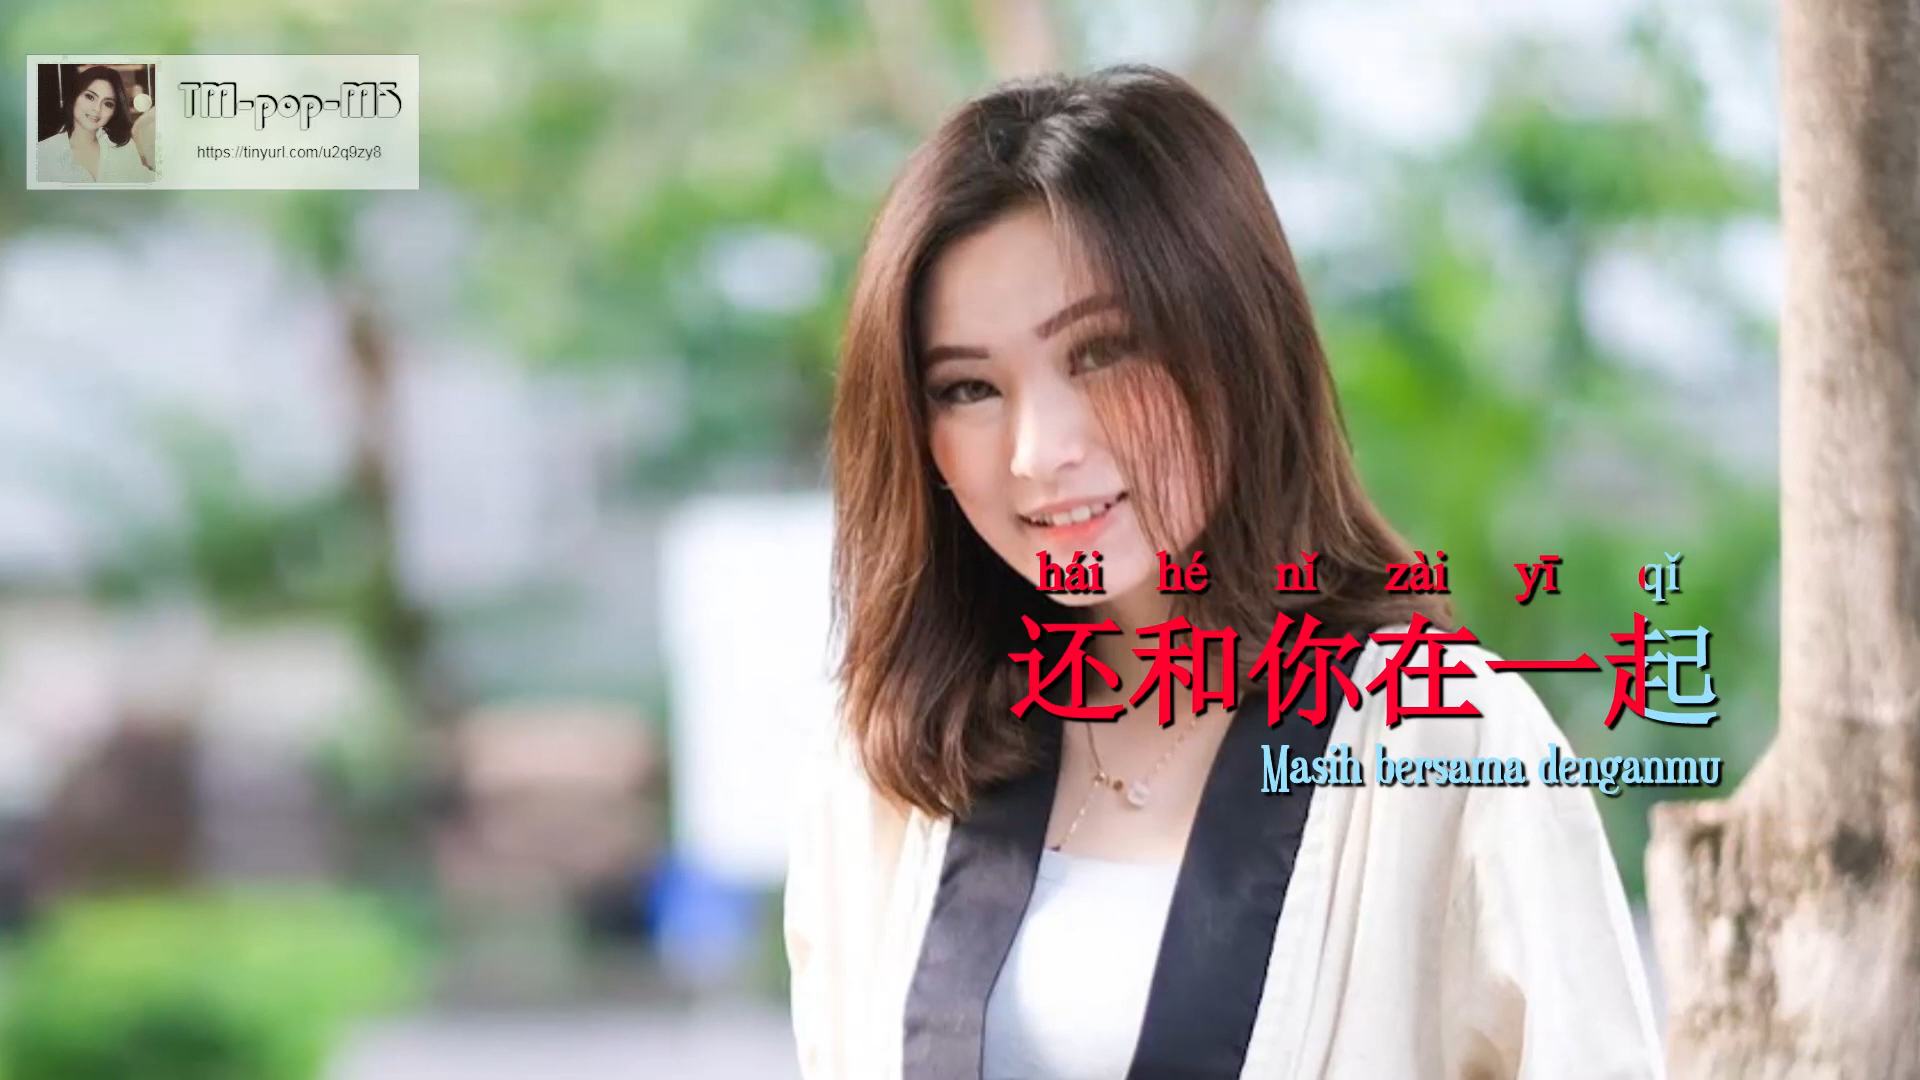 TM-pop-M3
https://tinyurl.com/u2q9zy8
hái hé nǐ zài yī qǐ
还和你在一起
Masih bersama denganmu